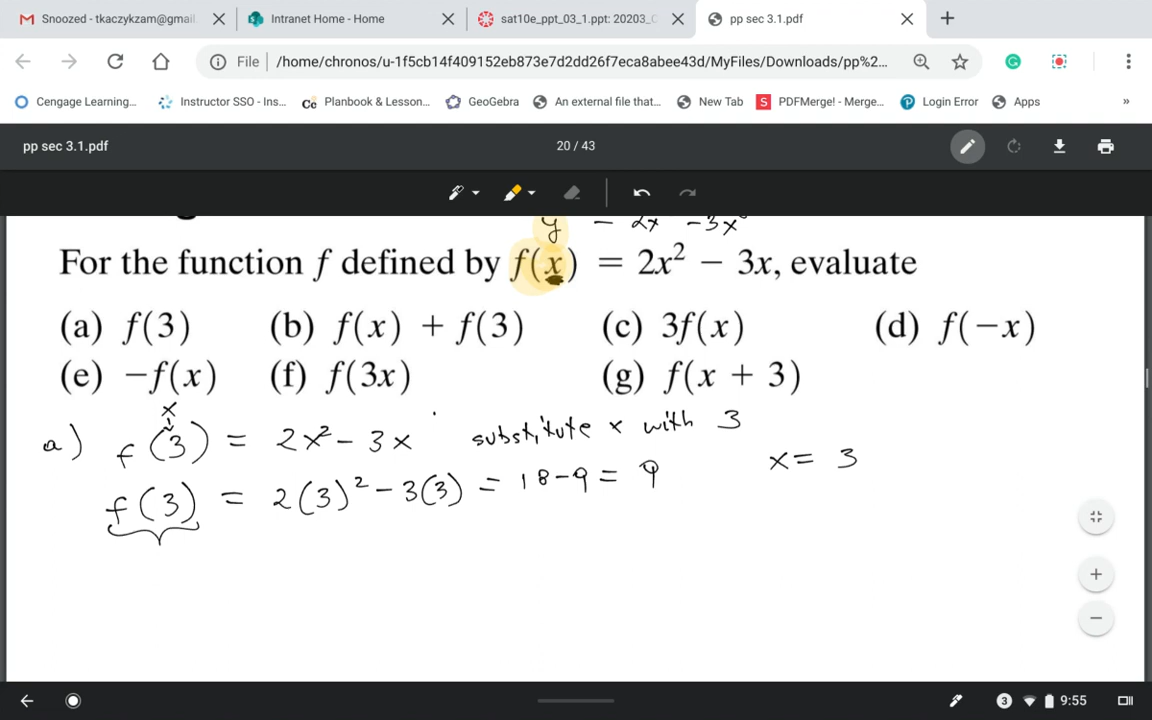 Snoozed - tkaczykzam@gmail Intranet Home - Home sat10e_ppt_03_1.ppt: 20203_C pp sec 3.1.pdf
File /home/chronos/u-1f5cb14f409152eb873e7d2dd26f7eca8abee43d/MyFiles/Downloads/pp%2...
Cengage Learning... Instructor SSO - Ins... Planbook & Lesson... GeoGebra An external file that... New Tab PDFMerge! - Merge... Login Error Apps »
pp sec 3.1.pdf 20 / 43
y = 2x - 3x²
For the function f defined by f(x) = 2x² − 3x, evaluate
(a) f(3) (b) f(x) + f(3) (c) 3f(x) (d) f(−x)
(e) −f(x) (f) f(3x) (g) f(x + 3)
x
a) f(3) = 2x² - 3x substitute x with 3
x = 3
f(3) = 2(3)² - 3(3) = 18 - 9 = 9
3 9:55